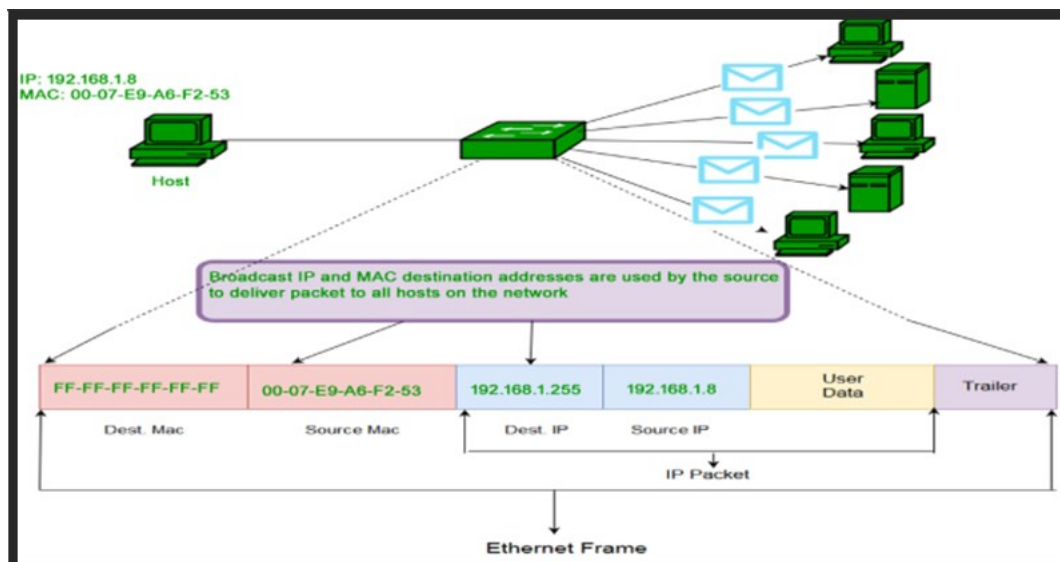 IP: 192.168.1.8
MAC: 00-07-E9-A6-F2-53
Host
Broadcast IP and MAC destination addresses are used by the source
to deliver packet to all hosts on the network
FF-FF-FF-FF-FF-FF
00-07-E9-A6-F2-53
192.168.1.255
192.168.1.8
User
Data
Trailer
Dest. Mac
Source Mac
Dest. IP
Source IP
IP Packet
Ethernet Frame